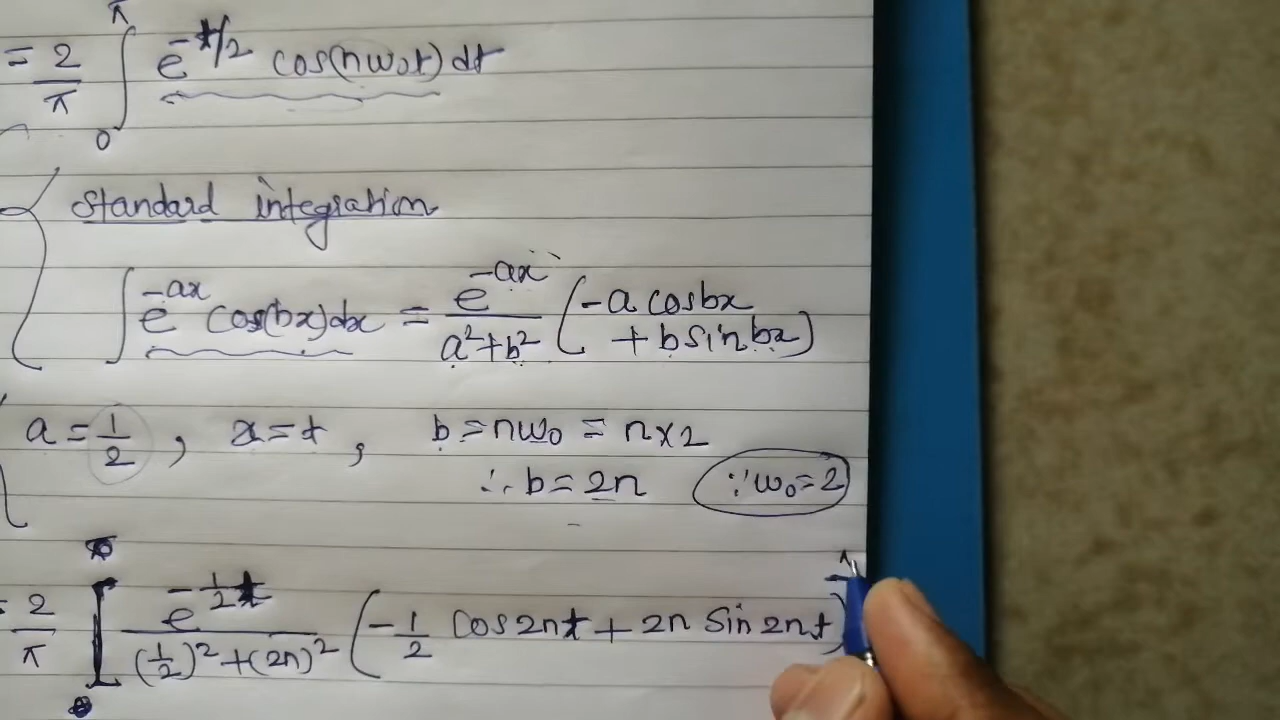 = 2/π ∫₀^π e^(-t/2) cos(nω₀t) dt
Standard integration
∫ e^(-ax) cos(bx) dx = e^(-ax)/(a²+b²) (-a cos bx + b sin bx)
a = 1/2 , x = t , b = nω₀ = n×2
∴ b = 2n ∵ ω₀ = 2
= 2/π [ e^(-1/2 t)/((1/2)²+(2n)²) (-1/2 cos 2nt + 2n Sin 2nt)